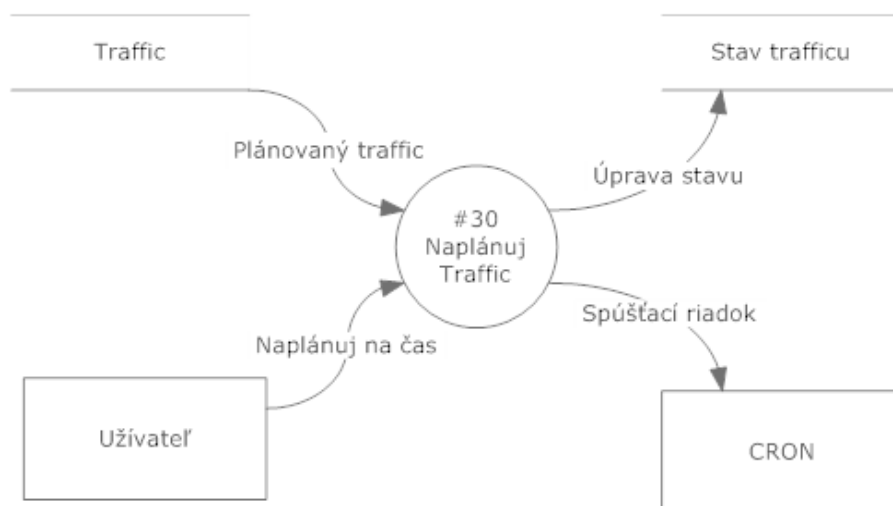 Traffic
Stav trafficu
Plánovaný traffic
Úprava stavu
#30
Naplánuj
Traffic
Spúšťací riadok
Naplánuj na čas
Užívateľ
CRON